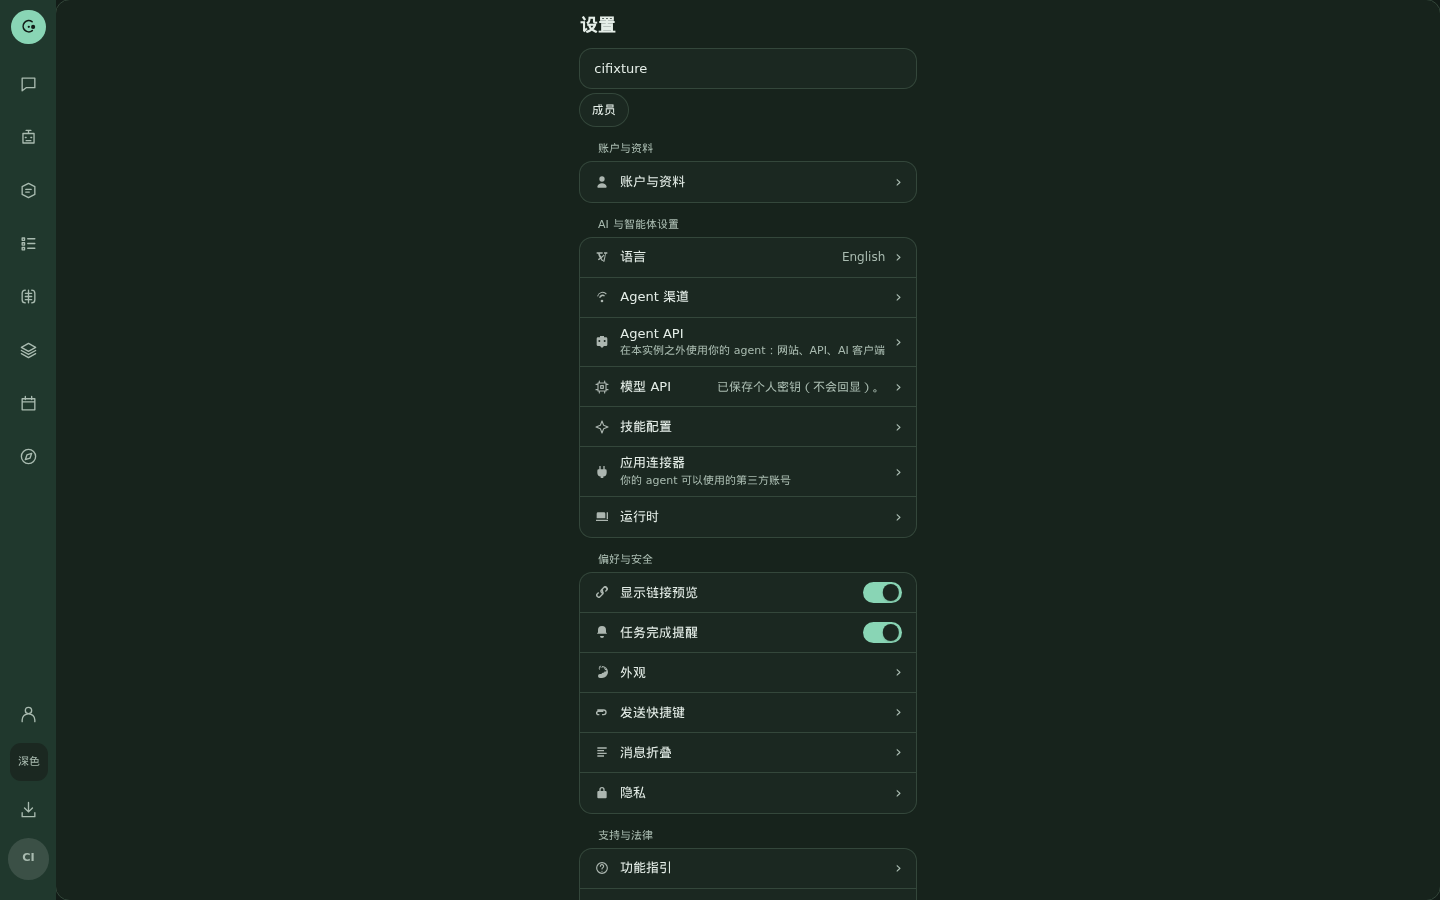 设置
cifixture
成员
账户与资料
账户与资料
AI 与智能体设置
语言 English
Agent 渠道
Agent API
在本实例之外使用你的 agent：网站、API、AI 客户端
模型 API 已保存个人密钥（不会回显）。
技能配置
应用连接器
你的 agent 可以使用的第三方账号
运行时
偏好与安全
显示链接预览
任务完成提醒
外观
发送快捷键
消息折叠
隐私
支持与法律
功能指引
深色
CI